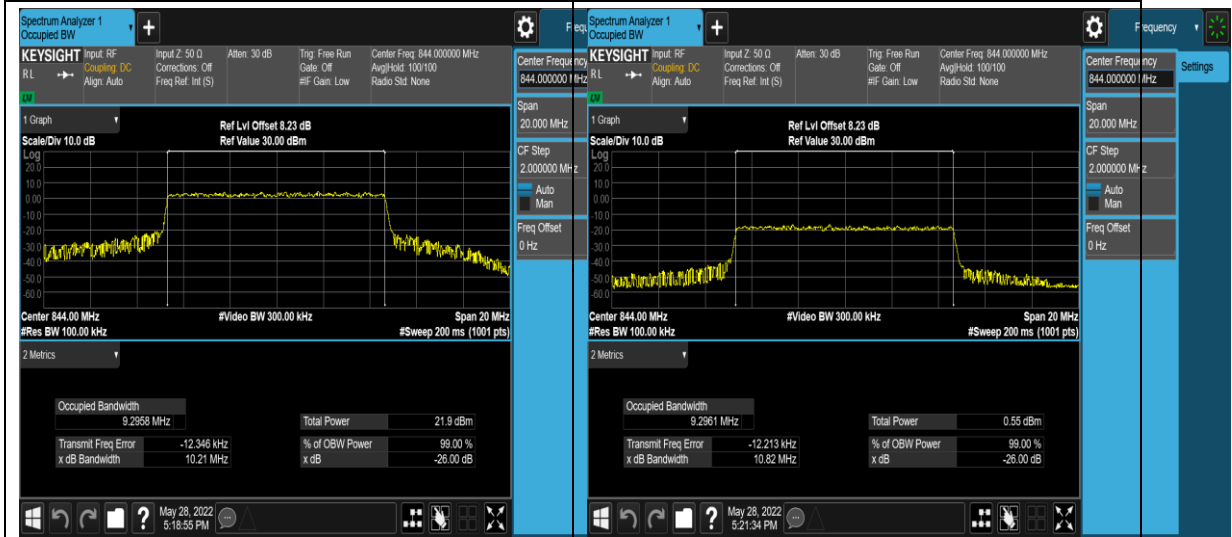 Spectrum Analyzer 1
Occupied BW
+
Frequ
KEYSIGHT Input: RF
R L
Coupling: DC
Align: Auto
Input Z: 50 Ω
Corrections: Off
Freq Ref: Int (S)
Atten: 30 dB
Trig: Free Run
Gate: Off
#IF Gain: Low
Center Freq: 844.000000 MHz
Avg|Hold: 100/100
Radio Std: None
Center Frequency
844.000000 MHz
Span
20.000 MHz
CF Step
2.000000 MHz
Auto
Man
Freq Offset
0 Hz
1 Graph
Scale/Div 10.0 dB
Ref Lvl Offset 8.23 dB
Ref Value 30.00 dBm
Log
20.0
10.0
0.00
-10.0
-20.0
-30.0
-40.0
-50.0
-60.0
Center 844.00 MHz
#Video BW 300.00 kHz
Span 20 MHz
#Res BW 100.00 kHz
#Sweep 200 ms (1001 pts)
2 Metrics
Occupied Bandwidth
9.2958 MHz
Total Power 21.9 dBm
Transmit Freq Error -12.346 kHz
% of OBW Power 99.00 %
x dB Bandwidth 10.21 MHz
x dB -26.00 dB
?
May 28, 2022
5:18:55 PM
Spectrum Analyzer 1
Occupied BW
+
Frequency
KEYSIGHT Input: RF
R L
Coupling: DC
Align: Auto
Input Z: 50 Ω
Corrections: Off
Freq Ref: Int (S)
Atten: 30 dB
Trig: Free Run
Gate: Off
#IF Gain: Low
Center Freq: 844.000000 MHz
Avg|Hold: 100/100
Radio Std: None
Center Frequency
844.000000 MHz
Settings
Span
20.000 MHz
CF Step
2.000000 MHz
Auto
Man
Freq Offset
0 Hz
1 Graph
Scale/Div 10.0 dB
Ref Lvl Offset 8.23 dB
Ref Value 30.00 dBm
Log
20.0
10.0
0.00
-10.0
-20.0
-30.0
-40.0
-50.0
-60.0
Center 844.00 MHz
#Video BW 300.00 kHz
Span 20 MHz
#Res BW 100.00 kHz
#Sweep 200 ms (1001 pts)
2 Metrics
Occupied Bandwidth
9.2961 MHz
Total Power 0.55 dBm
Transmit Freq Error -12.213 kHz
% of OBW Power 99.00 %
x dB Bandwidth 10.82 MHz
x dB -26.00 dB
?
May 28, 2022
5:21:34 PM